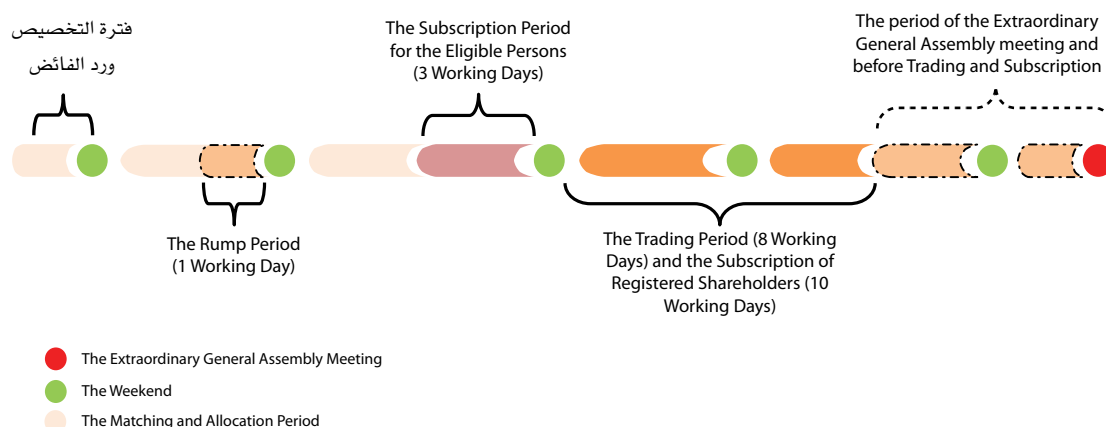 فترة التخصيص
ورد الفائض
The Subscription Period
for the Eligible Persons
(3 Working Days)
The period of the Extraordinary
General Assembly meeting and
before Trading and Subscription
The Rump Period
(1 Working Day)
The Trading Period (8 Working
Days) and the Subscription of
Registered Shareholders (10
Working Days)
The Extraordinary General Assembly Meeting
The Weekend
The Matching and Allocation Period